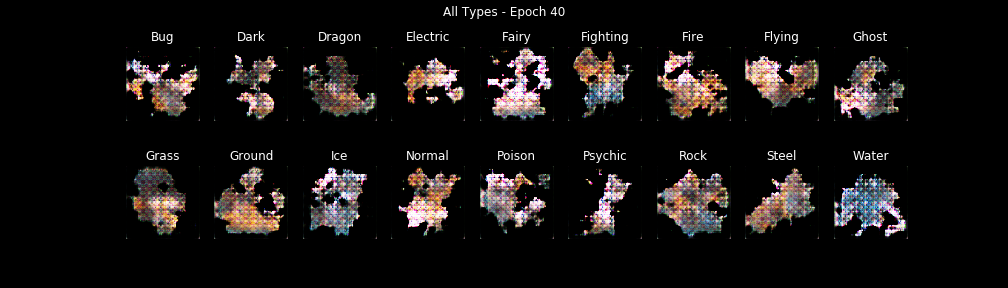 All Types - Epoch 40
Bug Dark Dragon Electric Fairy Fighting Fire Flying Ghost
Grass Ground Ice Normal Poison Psychic Rock Steel Water